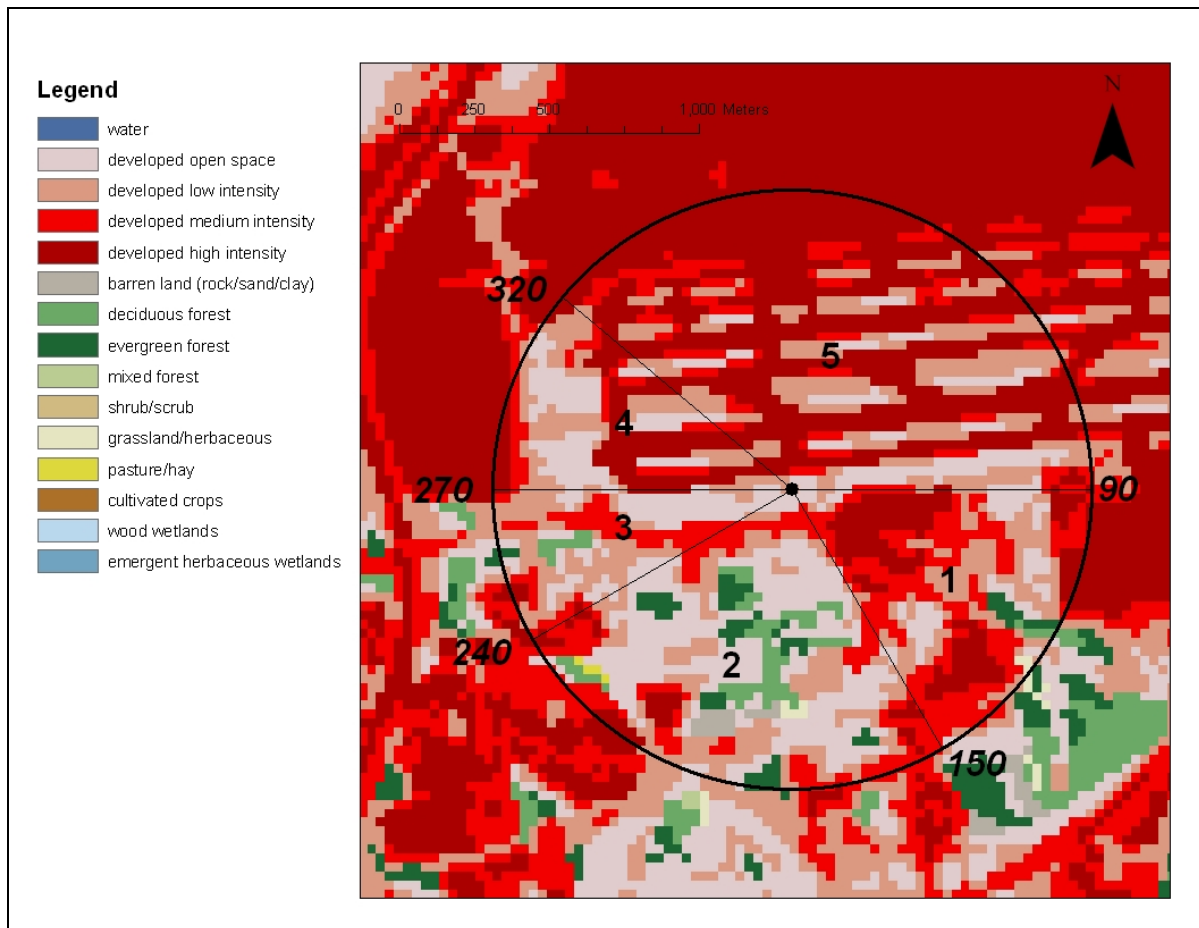 Legend
water
developed open space
developed low intensity
developed medium intensity
developed high intensity
barren land (rock/sand/clay)
deciduous forest
evergreen forest
mixed forest
shrub/scrub
grassland/herbaceous
pasture/hay
cultivated crops
wood wetlands
emergent herbaceous wetlands
0 250 500 1,000 Meters
N
320
5
4
270
90
3
1
240
2
150